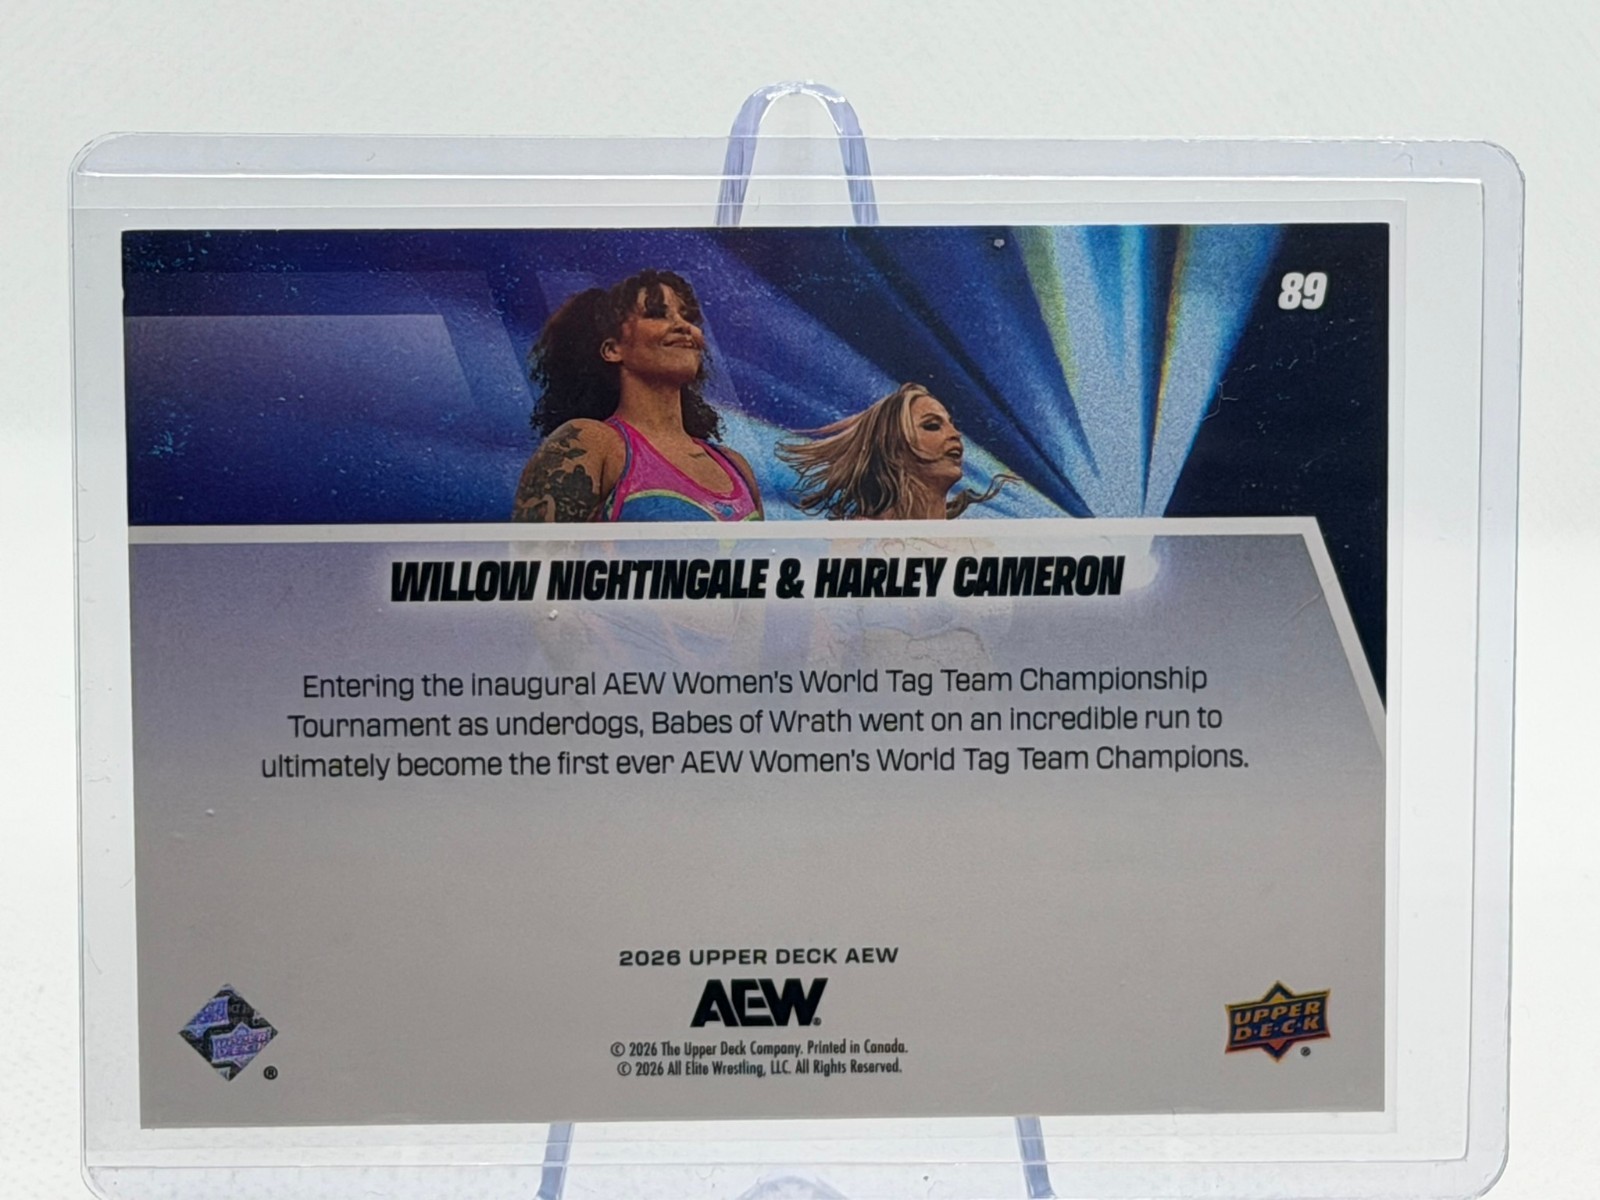 89
WILLOW NIGHTINGALE & HARLEY CAMERON
Entering the inaugural AEW Women's World Tag Team Championship
Tournament as underdogs, Babes of Wrath went on an incredible run to
ultimately become the first ever AEW Women's World Tag Team Champions.
2026 UPPER DECK AEW
AEW
© 2026 The Upper Deck Company. Printed in Canada.
© 2026 All Elite Wrestling, LLC. All Rights Reserved.
UPPER
DECK
®
UPPER
D·E·C·K
®